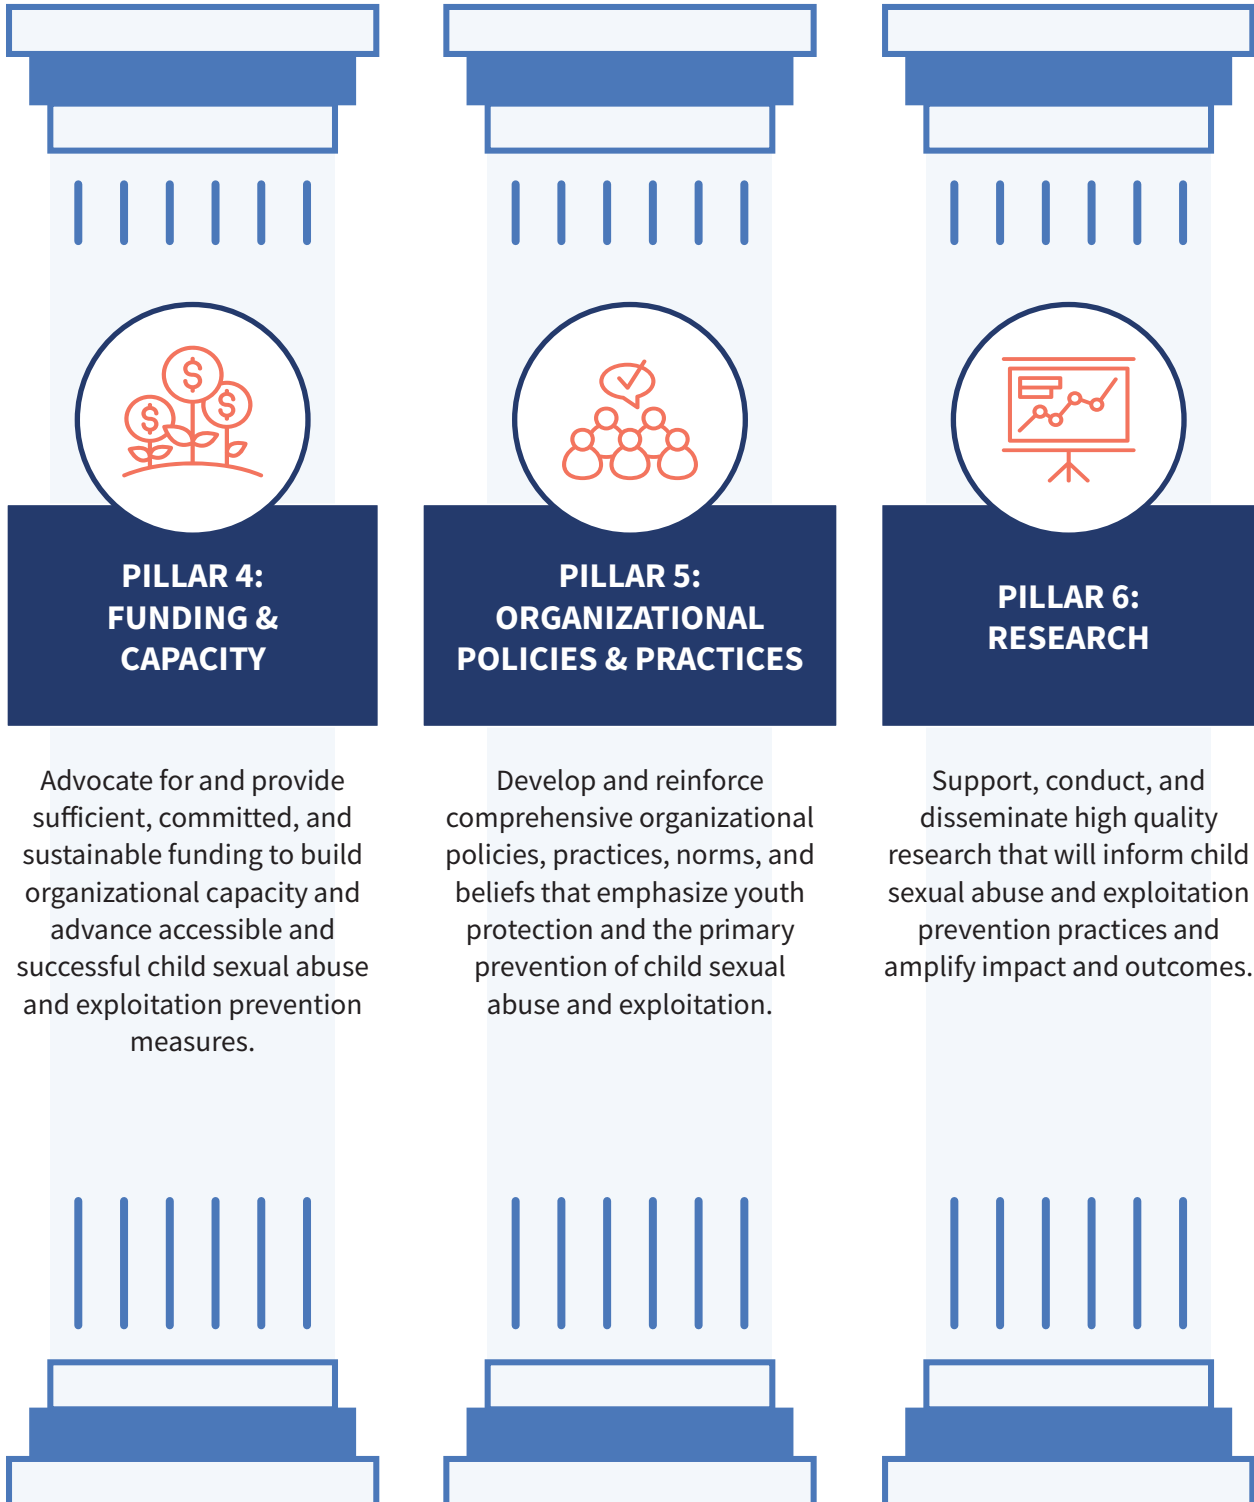 PILLAR 4:
FUNDING &
CAPACITY
Advocate for and provide
sufficient, committed, and
sustainable funding to build
organizational capacity and
advance accessible and
successful child sexual abuse
and exploitation prevention
measures.
PILLAR 5:
ORGANIZATIONAL
POLICIES & PRACTICES
Develop and reinforce
comprehensive organizational
policies, practices, norms, and
beliefs that emphasize youth
protection and the primary
prevention of child sexual
abuse and exploitation.
PILLAR 6:
RESEARCH
Support, conduct, and
disseminate high quality
research that will inform child
sexual abuse and exploitation
prevention practices and
amplify impact and outcomes.